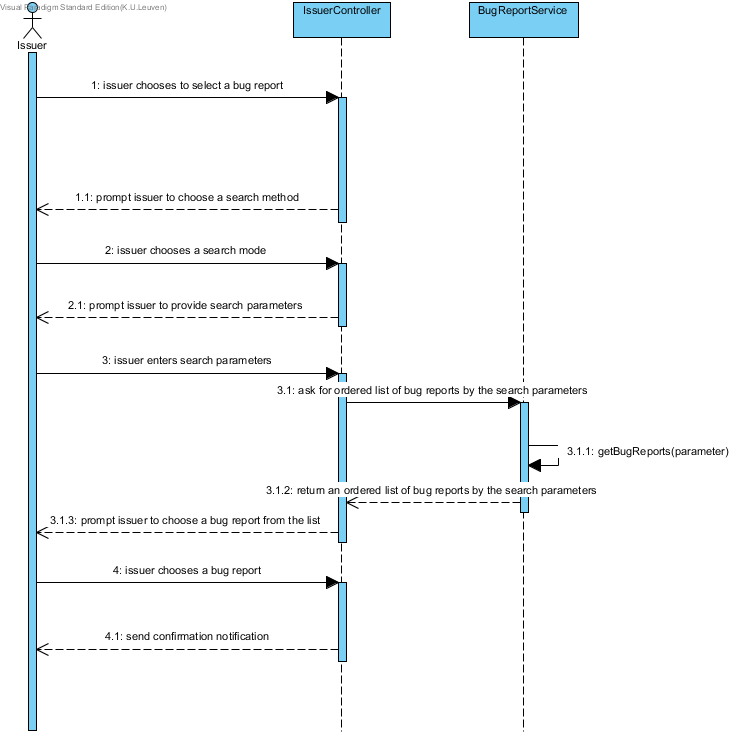 Visual Paradigm Standard Edition(K.U.Leuven)
IssuerController
BugReportService
Issuer
1: issuer chooses to select a bug report
1.1: prompt issuer to choose a search method
2: issuer chooses a search mode
2.1: prompt issuer to provide search parameters
3: issuer enters search parameters
3.1: ask for ordered list of bug reports by the search parameters
3.1.1: getBugReports(parameter)
3.1.2: return an ordered list of bug reports by the search parameters
3.1.3: prompt issuer to choose a bug report from the list
4: issuer chooses a bug report
4.1: send confirmation notification